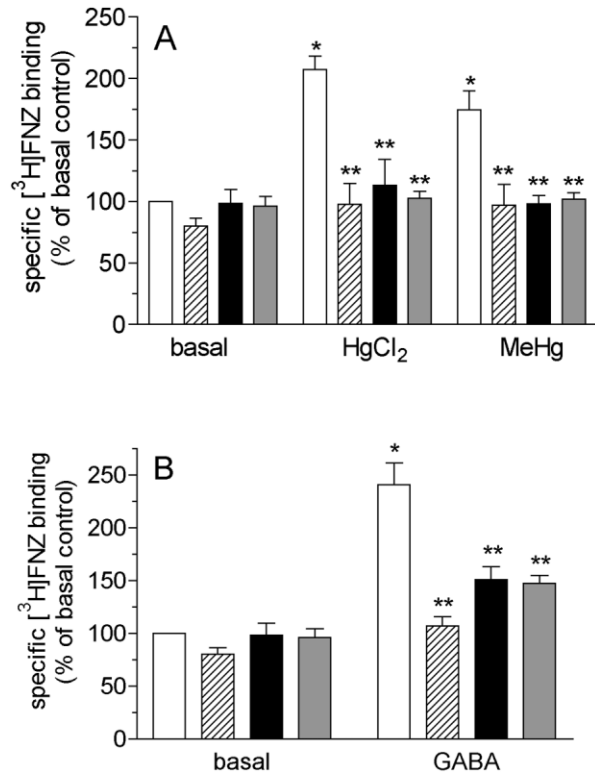 A
specific [³H]FNZ binding
(% of basal control)
250
200
150
100
50
0
*
**
**
**
*
**
**
**
basal
HgCl₂
MeHg
B
specific [³H]FNZ binding
(% of basal control)
250
200
150
100
50
0
*
**
**
**
basal
GABA